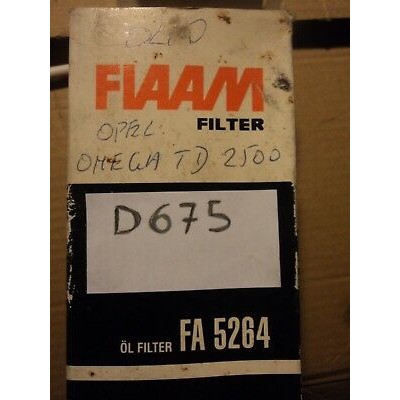 FIAAM
FILTER
OPEL
OMEGA TD 2500
D675
ÖL FILTER FA 5264